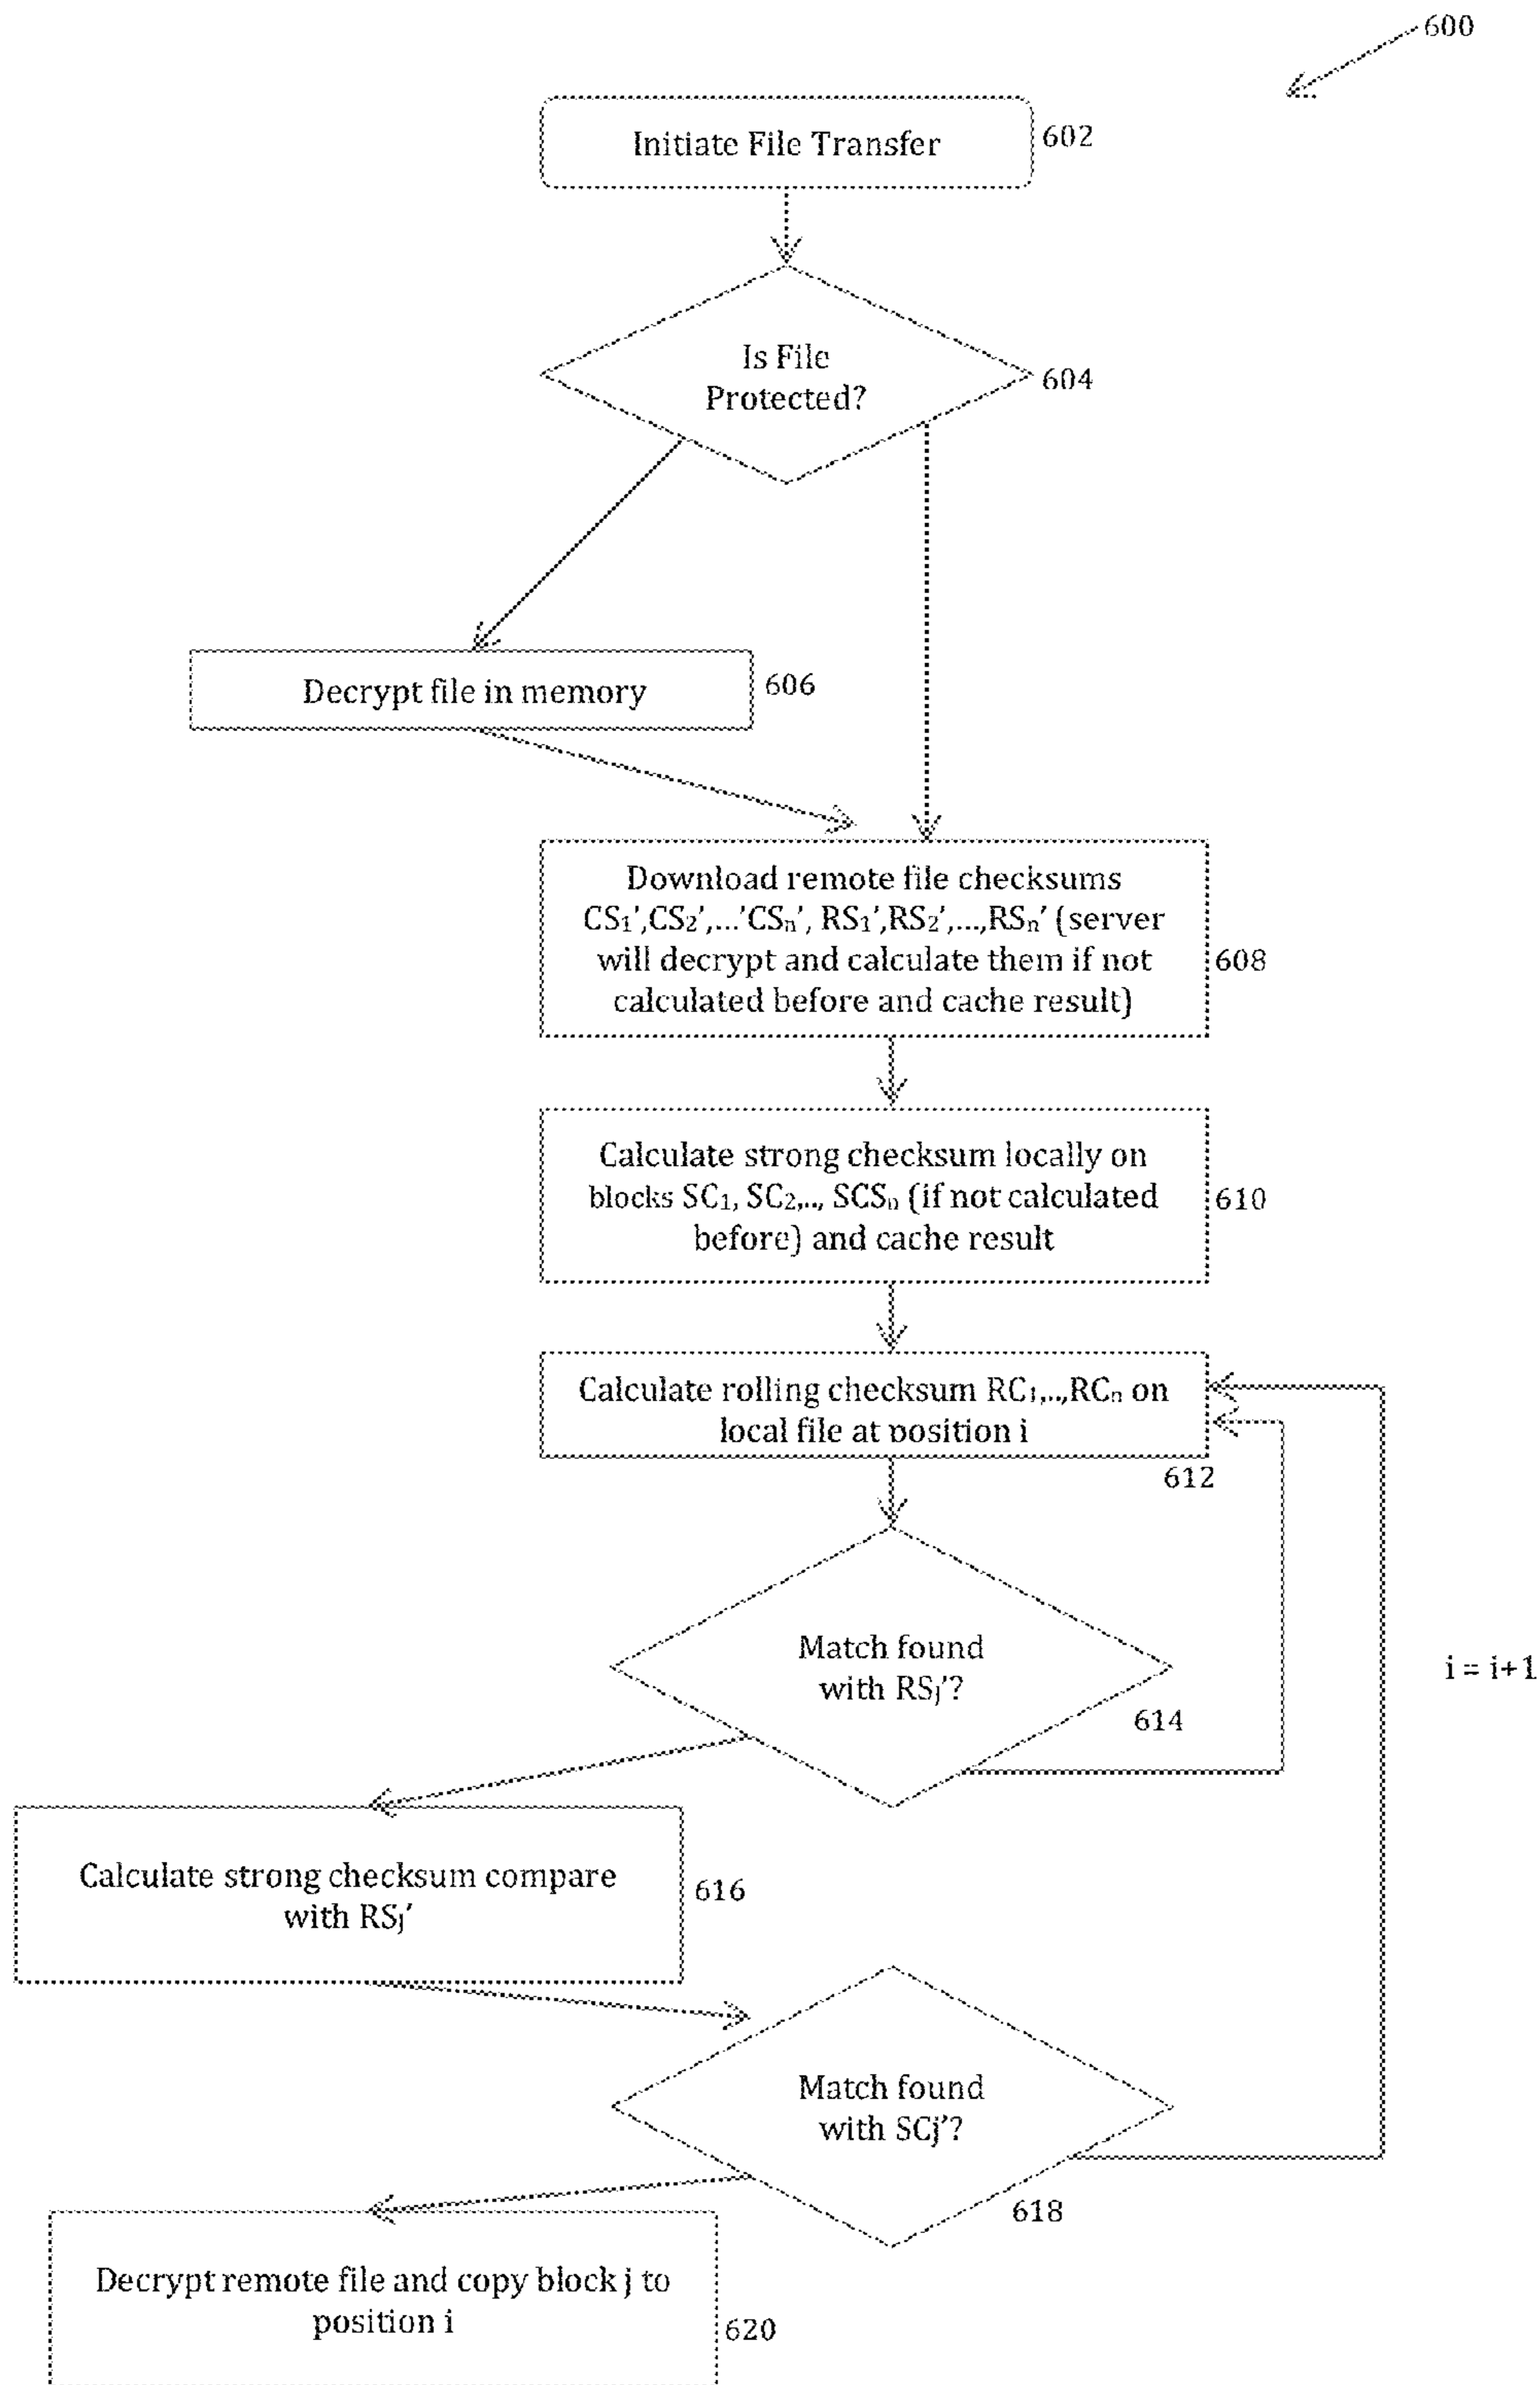 600
Initiate File Transfer
602
Is File
Protected?
604
Decrypt file in memory
606
Download remote file checksums
CS₁',CS₂',...'CSₙ', RS₁',RS₂',...,RSₙ' (server
will decrypt and calculate them if not
calculated before and cache result)
608
Calculate strong checksum locally on
blocks SC₁, SC₂,.., SCSₙ (if not calculated
before) and cache result
610
Calculate rolling checksum RC₁,..,RCₙ on
local file at position i
612
Match found
with RSⱼ'?
614
i = i+1
Calculate strong checksum compare
with RSⱼ'
616
Match found
with SCj'?
618
Decrypt remote file and copy block j to
position i
620